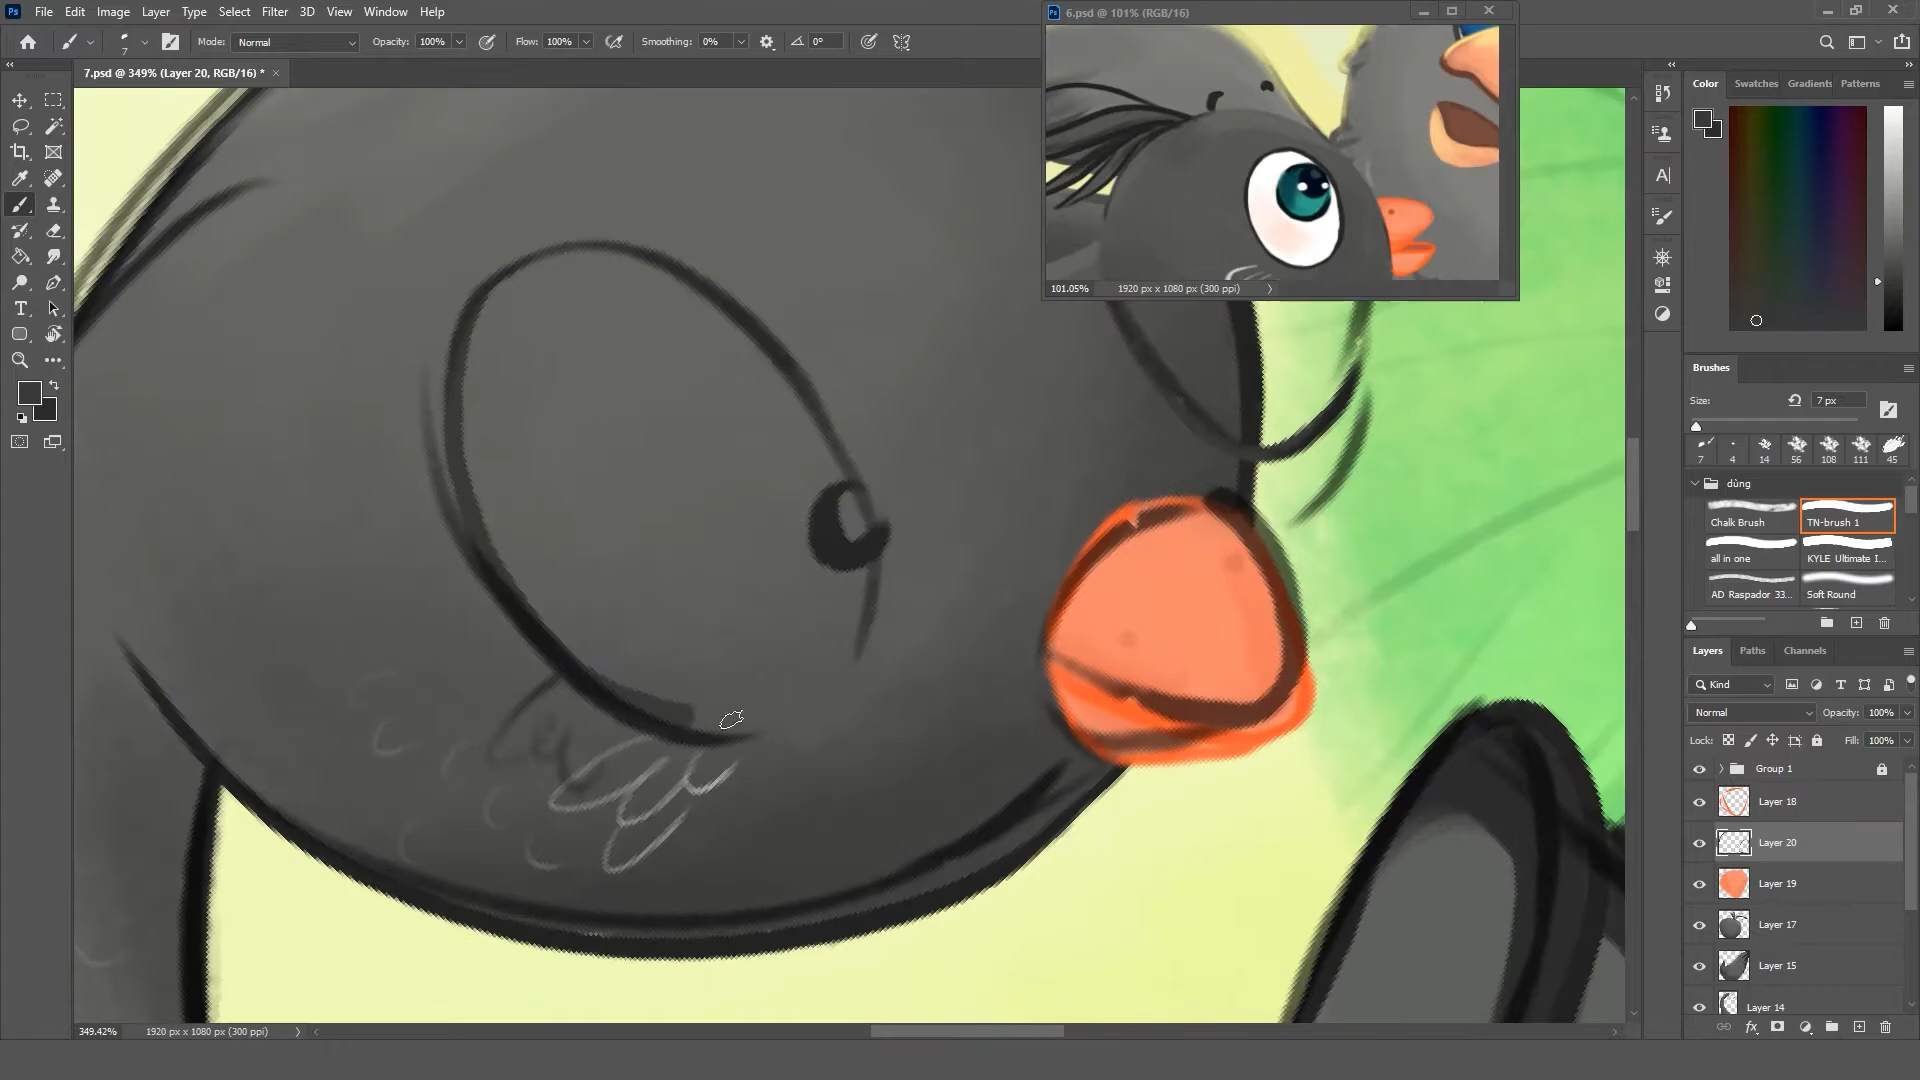 Ps File Edit Image Layer Type Select Filter 3D View Window Help
6.psd @ 101% (RGB/16)
7 Mode: Normal Opacity: 100% Flow: 100% Smoothing: 0% 0°
7.psd @ 349% (Layer 20, RGB/16) *
101.05% 1920 px x 1080 px (300 ppi)
Color Swatches Gradients Patterns
Brushes
Size: 7 px
7 4 14 56 108 111 45
dùng
Chalk Brush TN-brush 1
all in one KYLE Ultimate I...
AD Raspador 33... Soft Round
Layers Paths Channels
Kind
Normal Opacity: 100%
Lock: Fill: 100%
Group 1
Layer 18
Layer 20
Layer 19
Layer 17
Layer 15
Layer 14
fx
349.42% 1920 px x 1080 px (300 ppi)